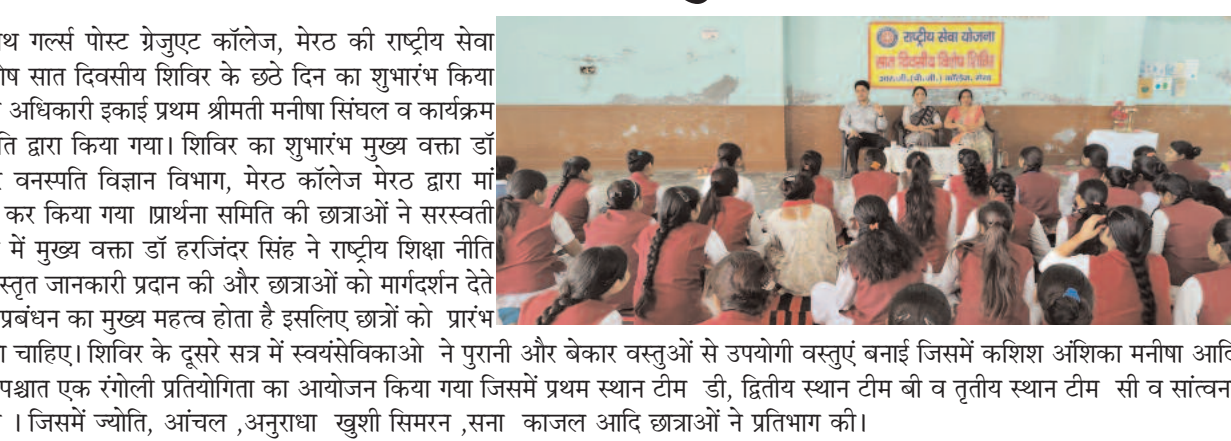 थ गर्ल्स पोस्ट ग्रेजुएट कॉलेज, मेरठ की राष्ट्रीय सेवा
ोष सात दिवसीय शिविर के छठे दिन का शुभारंभ किया
अधिकारी इकाई प्रथम श्रीमती मनीषा सिंघल व कार्यक्रम
ति द्वारा किया गया। शिविर का शुभारंभ मुख्य वक्ता डॉ
वनस्पति विज्ञान विभाग, मेरठ कॉलेज मेरठ द्वारा मां
कर किया गया ।प्रार्थना समिति की छात्राओं ने सरस्वती
में मुख्य वक्ता डॉ हरजिंदर सिंह ने राष्ट्रीय शिक्षा नीति
स्तृत जानकारी प्रदान की और छात्राओं को मार्गदर्शन देते
प्रबंधन का मुख्य महत्व होता है इसलिए छात्रों को प्रारंभ
ा चाहिए। शिविर के दूसरे सत्र में स्वयंसेविकाओ ने पुरानी और बेकार वस्तुओं से उपयोगी वस्तुएं बनाई जिसमें कशिश अंशिका मनीषा आदि
पश्चात एक रंगोली प्रतियोगिता का आयोजन किया गया जिसमें प्रथम स्थान टीम डी, द्वितीय स्थान टीम बी व तृतीय स्थान टीम सी व सांत्वन
। जिसमें ज्योति, आंचल ,अनुराधा खुशी सिमरन ,सना काजल आदि छात्राओं ने प्रतिभाग की।
राष्ट्रीय सेवा योजना
सात दिवसीय विशेष शिविर
आर.जी.(पी.जी.) कॉलेज, मेरठ